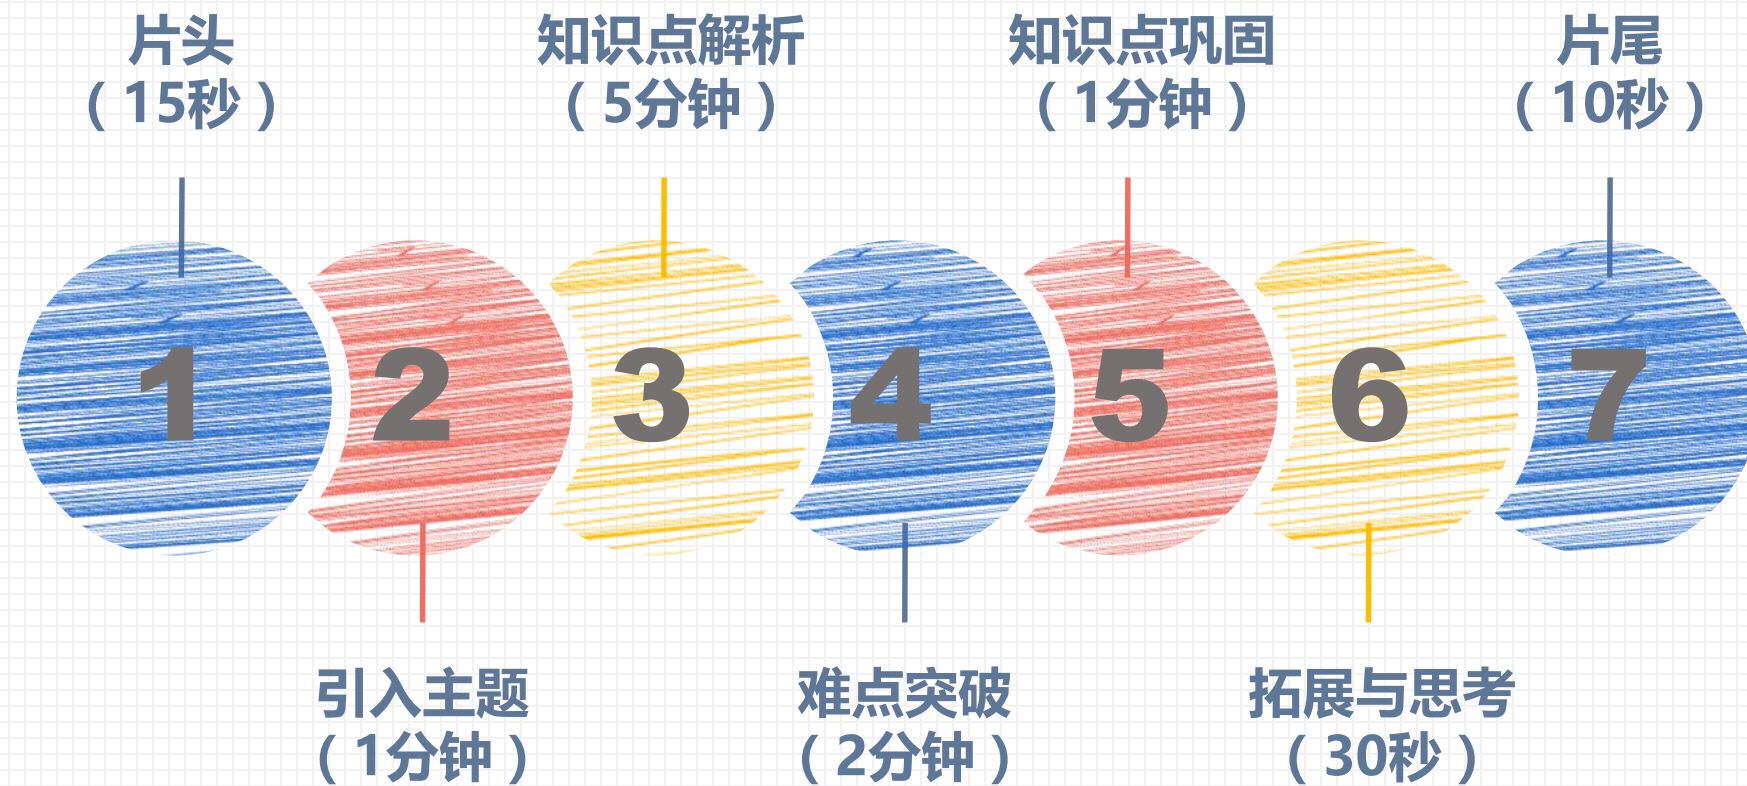 片头
（15秒）
知识点解析
（5分钟）
知识点巩固
（1分钟）
片尾
（10秒）
1
2
3
4
5
6
7
引入主题
（1分钟）
难点突破
（2分钟）
拓展与思考
（30秒）